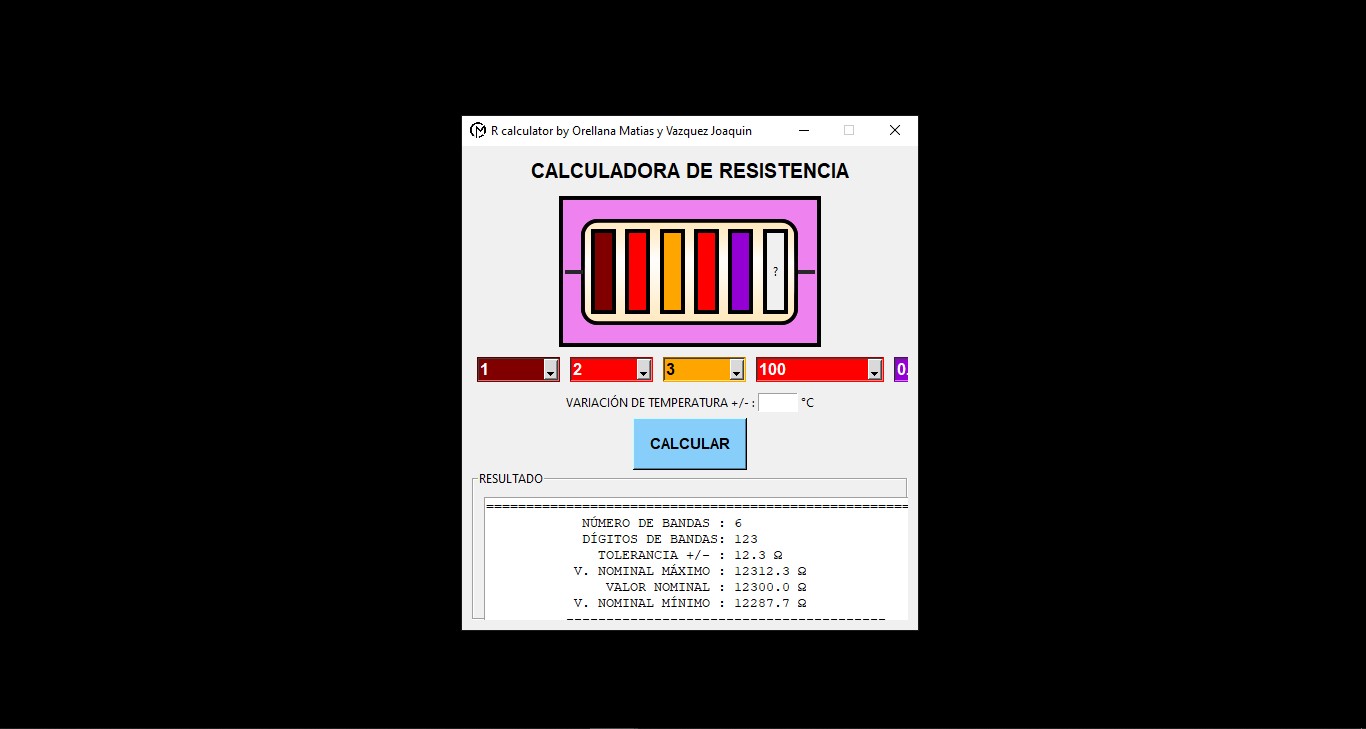 R calculator by Orellana Matias y Vazquez Joaquin
CALCULADORA DE RESISTENCIA
?
1 2 3 100 0.
VARIACIÓN DE TEMPERATURA +/- : °C
CALCULAR
RESULTADO
NÚMERO DE BANDAS : 6
DÍGITOS DE BANDAS: 123
TOLERANCIA +/- : 12.3 Ω
V. NOMINAL MÁXIMO : 12312.3 Ω
VALOR NOMINAL : 12300.0 Ω
V. NOMINAL MÍNIMO : 12287.7 Ω